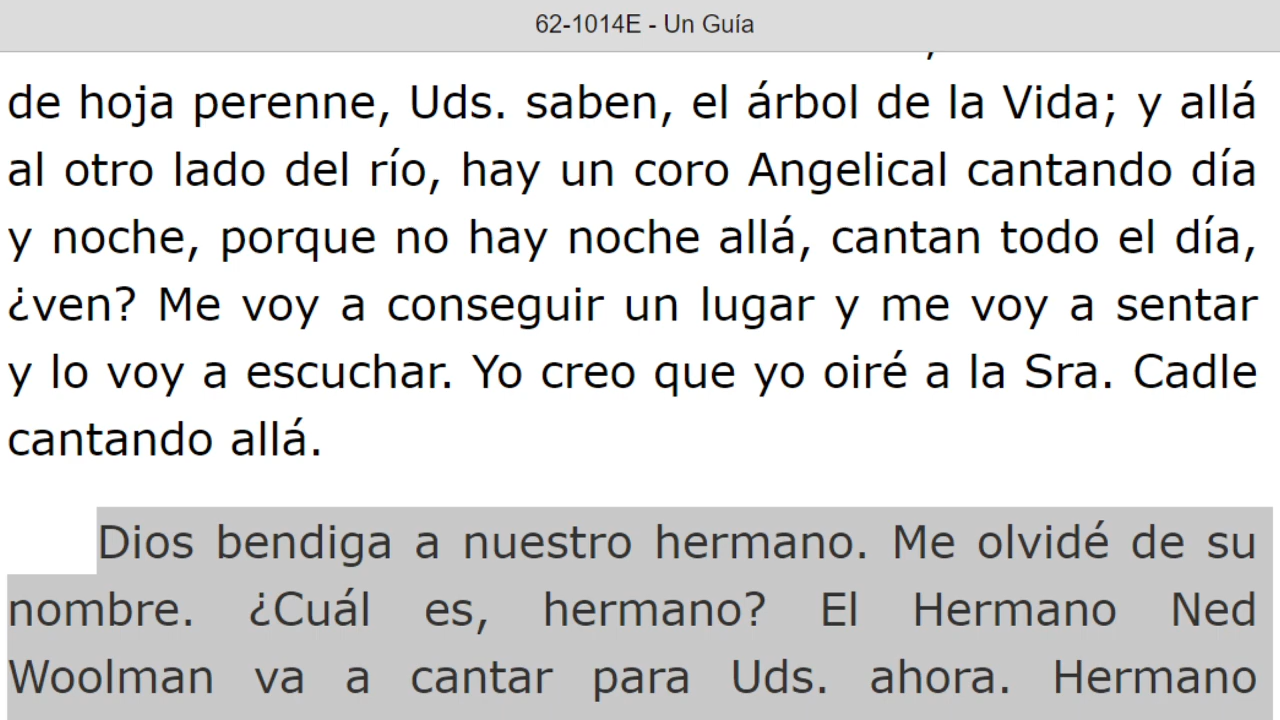 62-1014E - Un Guía
de hoja perenne, Uds. saben, el árbol de la Vida; y allá
al otro lado del río, hay un coro Angelical cantando día
y noche, porque no hay noche allá, cantan todo el día,
¿ven? Me voy a conseguir un lugar y me voy a sentar
y lo voy a escuchar. Yo creo que yo oiré a la Sra. Cadle
cantando allá.
Dios bendiga a nuestro hermano. Me olvidé de su
nombre. ¿Cuál es, hermano? El Hermano Ned
Woolman va a cantar para Uds. ahora. Hermano